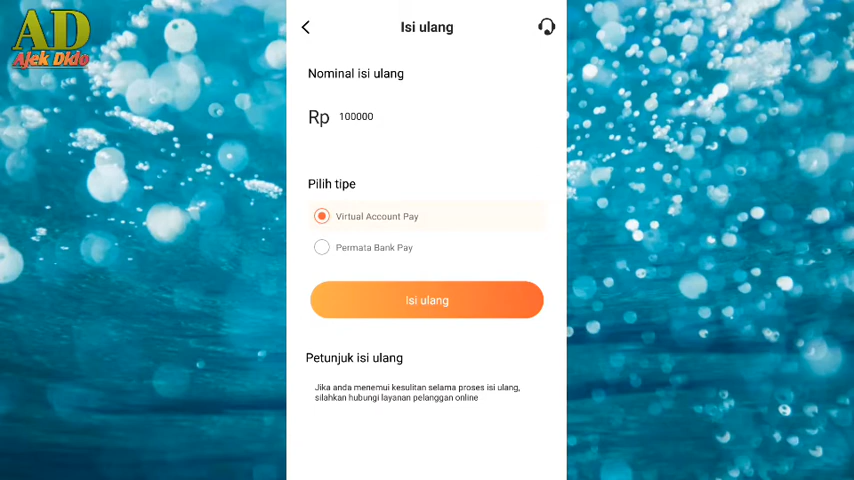 AD
Ajek Dido
Isi ulang
Nominal isi ulang
Rp 100000
Pilih tipe
Virtual Account Pay
Permata Bank Pay
Isi ulang
Petunjuk isi ulang
Jika anda menemui kesulitan selama proses isi ulang,
silahkan hubungi layanan pelanggan online